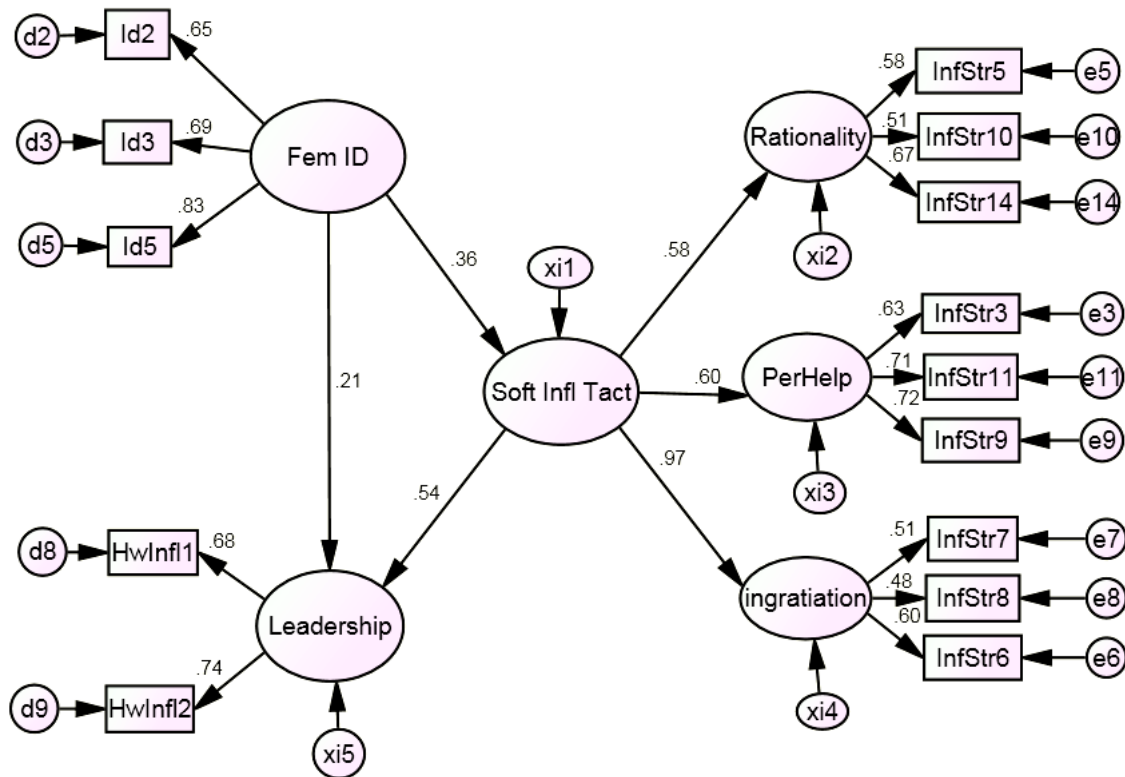 d2
Id2
.65
d3
Id3
.69
Fem ID
d5
Id5
.83
.36
.21
xi1
Soft Infl Tact
.54
d8
HwInfl1
.68
Leadership
d9
HwInfl2
.74
xi5
.58
Rationality
xi2
.58
InfStr5
e5
.51
InfStr10
e10
.67
InfStr14
e14
.60
PerHelp
xi3
.63
InfStr3
e3
.71
InfStr11
e11
.72
InfStr9
e9
.97
ingratiation
xi4
.51
InfStr7
e7
.48
InfStr8
e8
.60
InfStr6
e6